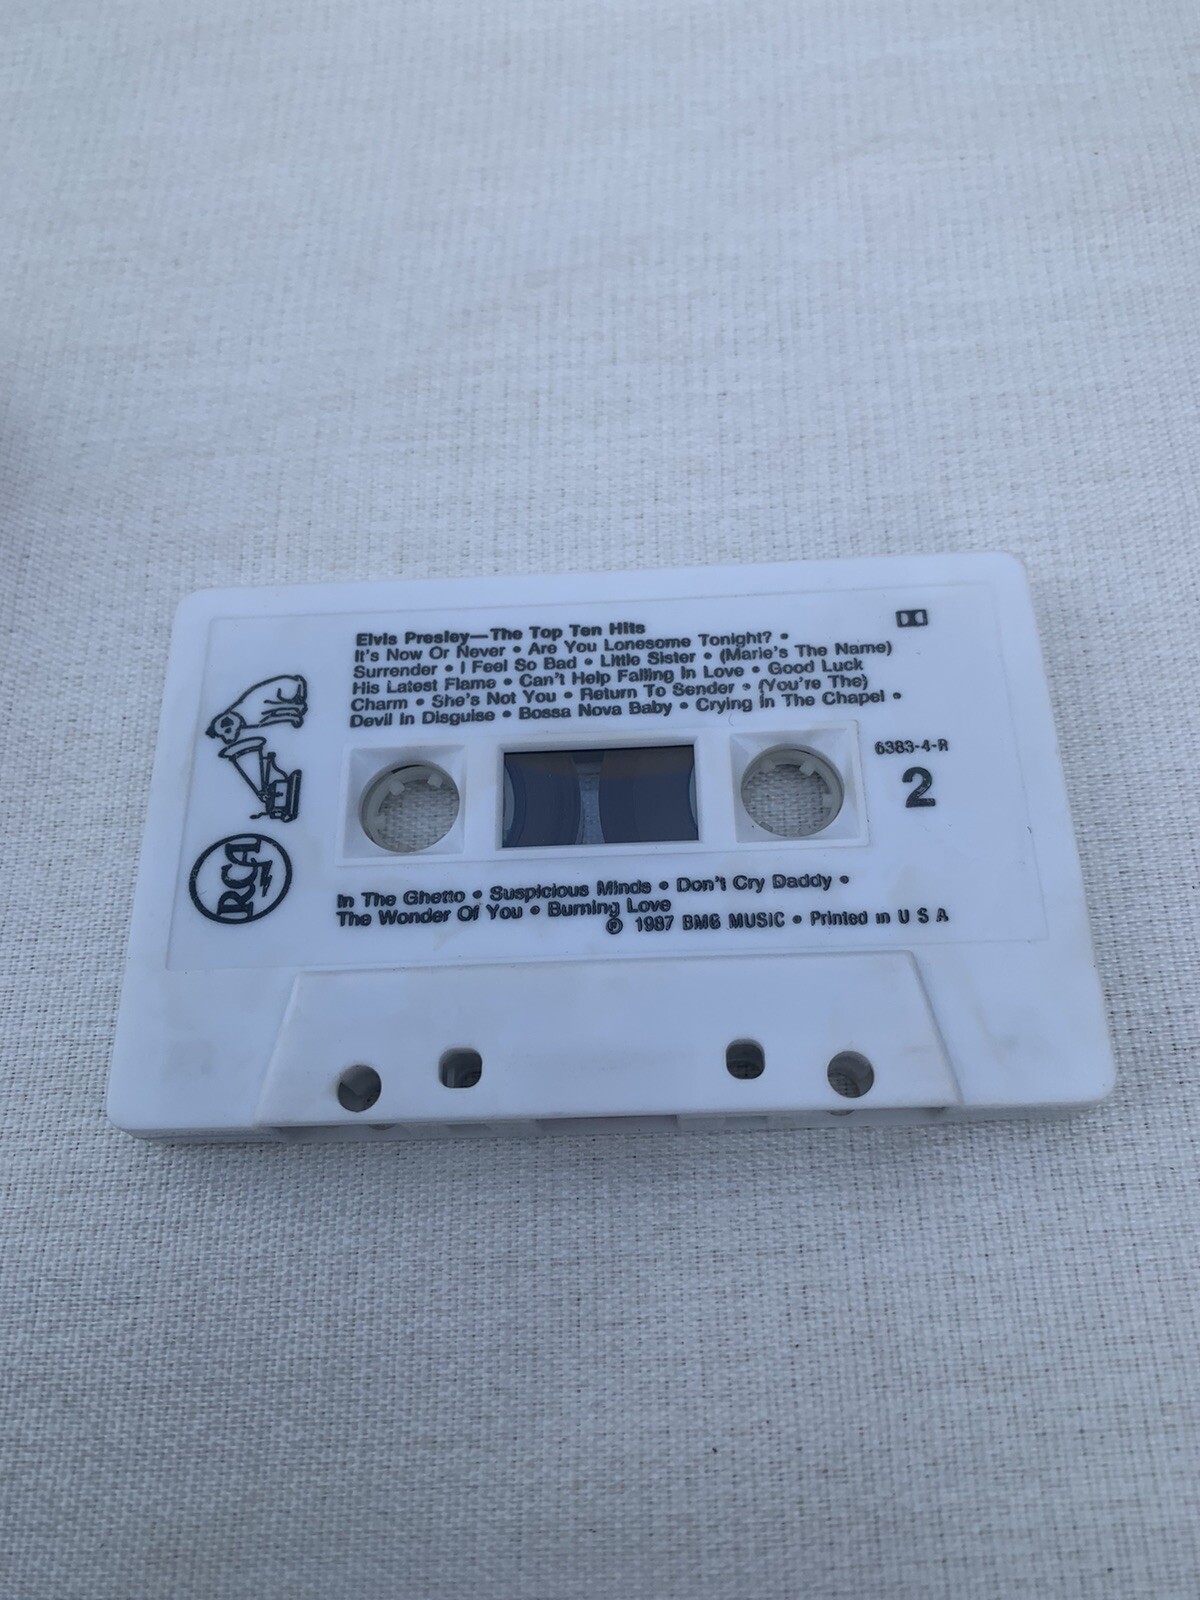 Elvis Presley—The Top Ten Hits
It's Now Or Never • Are You Lonesome Tonight? •
Surrender • I Feel So Bad • Little Sister • (Marie's The Name)
His Latest Flame • Can't Help Falling In Love • Good Luck
Charm • She's Not You • Return To Sender • (You're The)
Devil In Disguise • Bossa Nova Baby • Crying In The Chapel •
6383-4-R
2
RCA
In The Ghetto • Suspicious Minds • Don't Cry Daddy •
The Wonder Of You • Burning Love
℗ 1987 BMG MUSIC • Printed in U S A